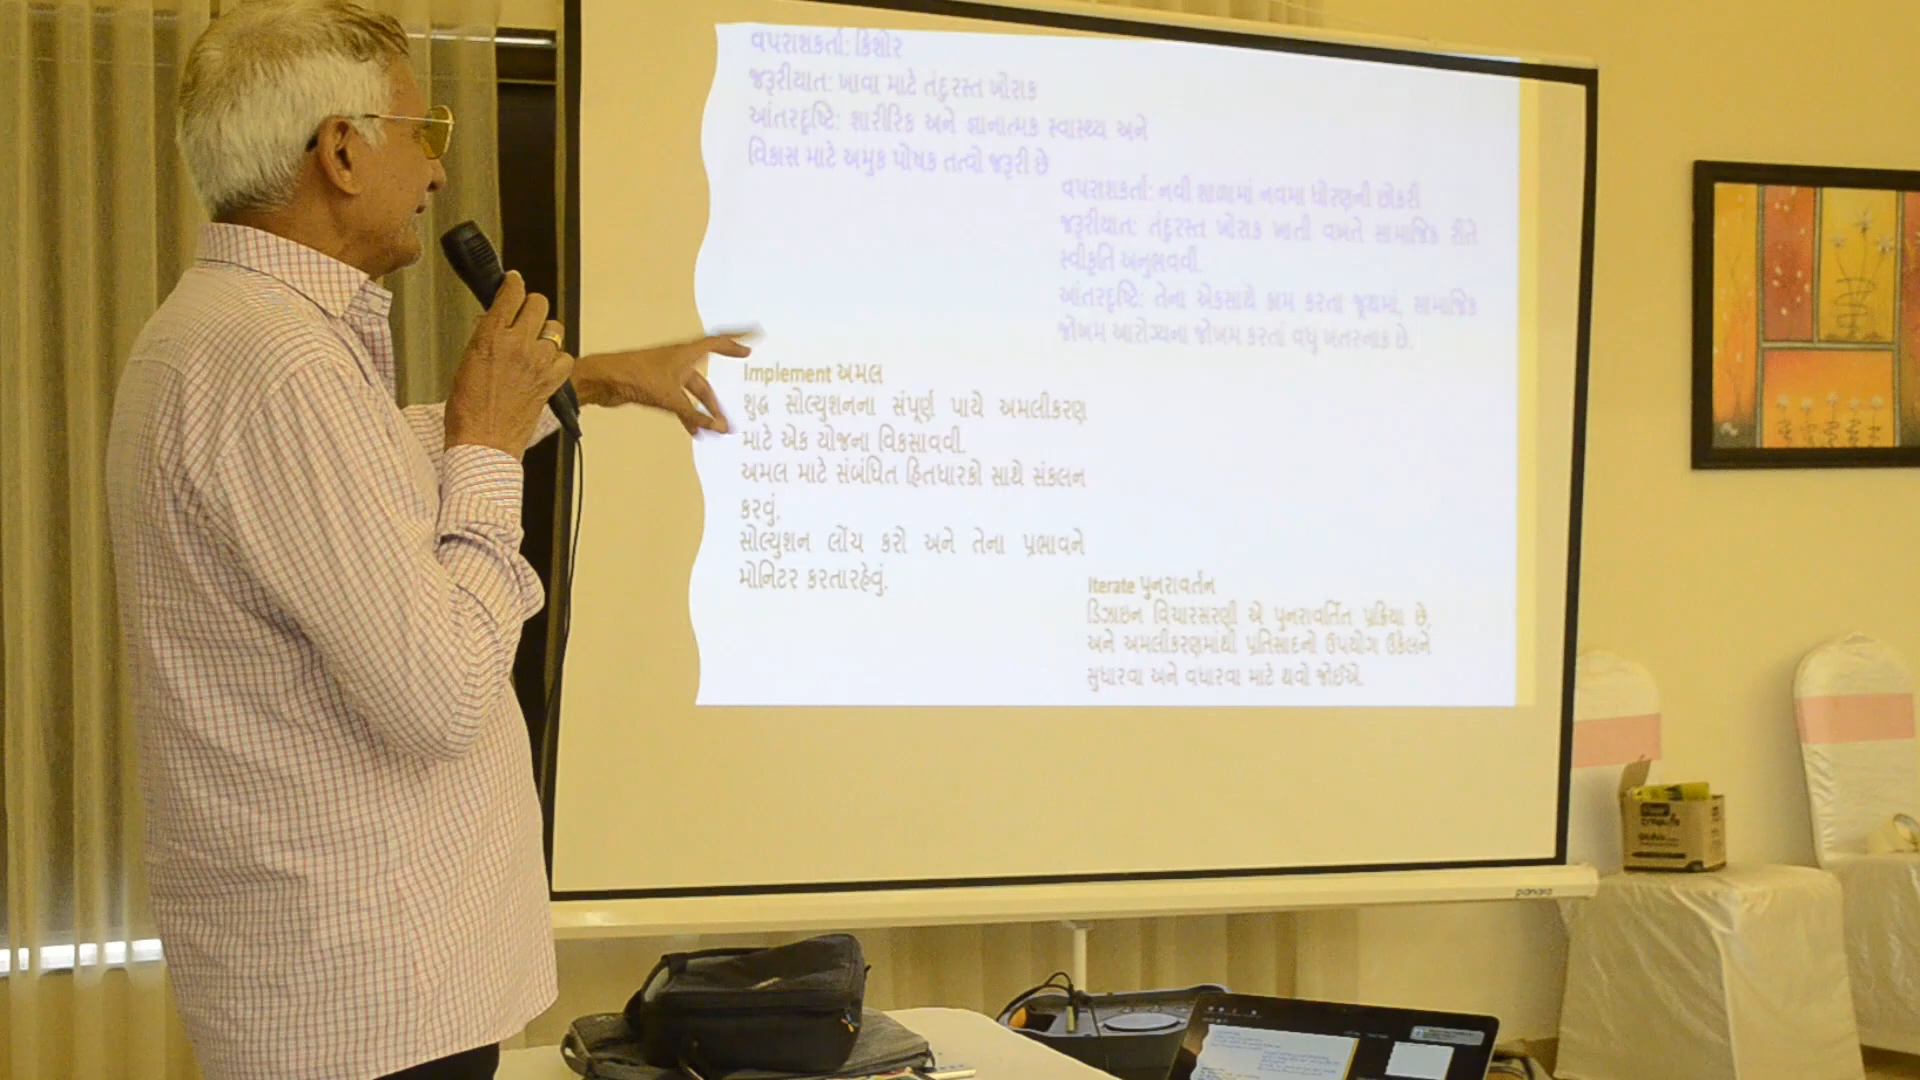 વપરાશકર્તા: કિશોર
જરૂરીયાત: ખાવા માટે તંદુરસ્ત ખોરાક
આંતરદૃષ્ટિ: શારીરિક અને જ્ઞાનાત્મક સ્વાસ્થ્ય અને
વિકાસ માટે અમુક પોષક તત્વો જરૂરી છે
વપરાશકર્તા: નવી શાળામાં નવમા ધોરણની છોકરી
જરૂરીયાત: તંદુરસ્ત ખોરાક ખાતી વખતે સામાજિક રીતે
સ્વીકૃતિ અનુભવવી.
આંતરદૃષ્ટિ: તેના એકસાથે કામ કરતા જૂથમાં, સામાજિક
જોખમ આરોગ્યના જોખમ કરતાં વધુ ખતરનાક છે.
Implement અમલ
શુદ્ધ સોલ્યુશનના સંપૂર્ણ પાયે અમલીકરણ
માટે એક યોજના વિકસાવવી.
અમલ માટે સંબંધિત હિતધારકો સાથે સંકલન
કરવું.
સોલ્યુશન લોંચ કરો અને તેના પ્રભાવને
મોનિટર કરતારહેવું.
Iterate પુનરાવર્તન
ડિઝાઇન વિચારસરણી એ પુનરાવર્તિત પ્રક્રિયા છે,
અને અમલીકરણમાંથી પ્રતિસાદનો ઉપયોગ ઉકેલને
સુધારવા અને વધારવા માટે થવો જોઈએ.